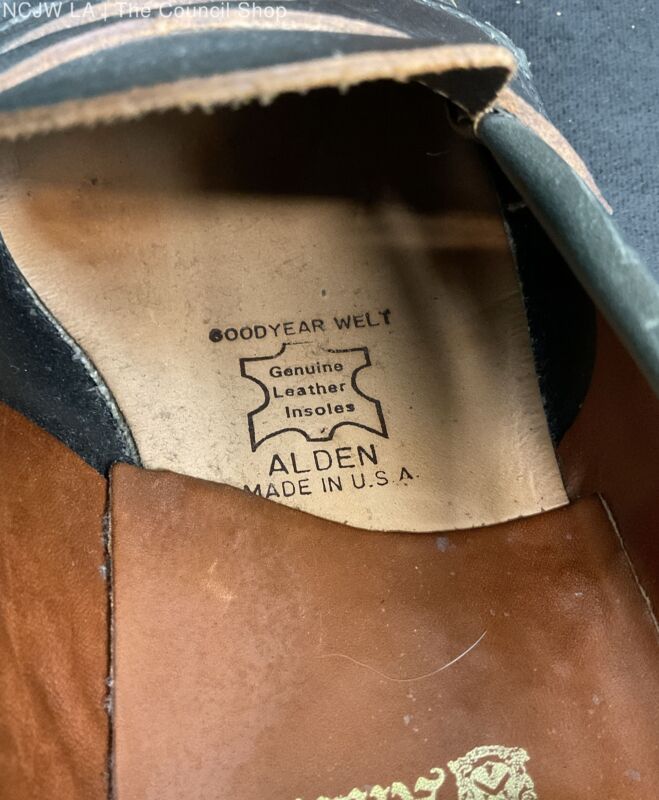 NCJW LA | The Council Shop
GOODYEAR WELT
Genuine
Leather
Insoles
ALDEN
MADE IN U.S.A.